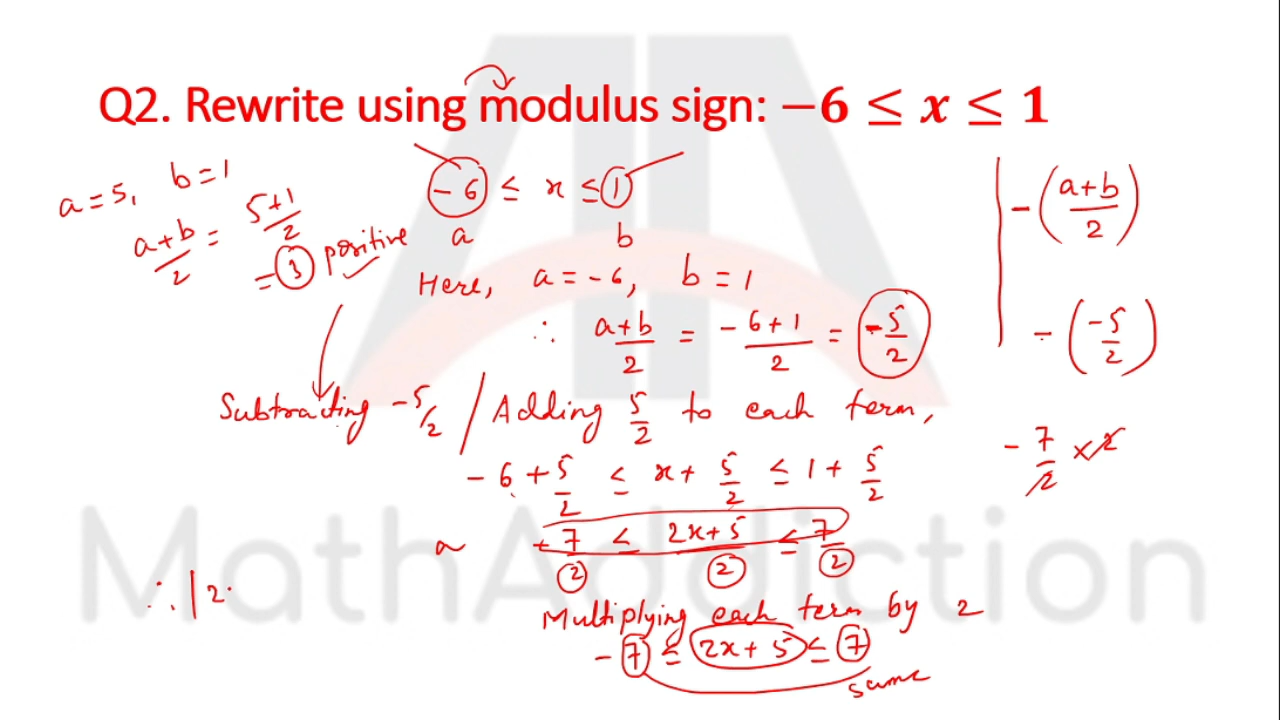 Q2. Rewrite using modulus sign: −6 ≤ x ≤ 1
a = 5, b = 1
a+b/2 = 5+1/2
= 3 positive
-6 ≤ x ≤ 1
a b
Here, a = -6, b = 1
∴ a+b/2 = -6+1/2 = -5/2
-(a+b/2)
-(-5/2)
Subtracting -5/2 / Adding 5/2 to each term,
-6 + 5/2 ≤ x + 5/2 ≤ 1 + 5/2
-7/2 × 2
-7/2 ≤ 2x+5/2 ≤ 7/2
Multiplying each term by 2
-7 ≤ 2x+5 ≤ 7
same
∴ |2
MathAddiction